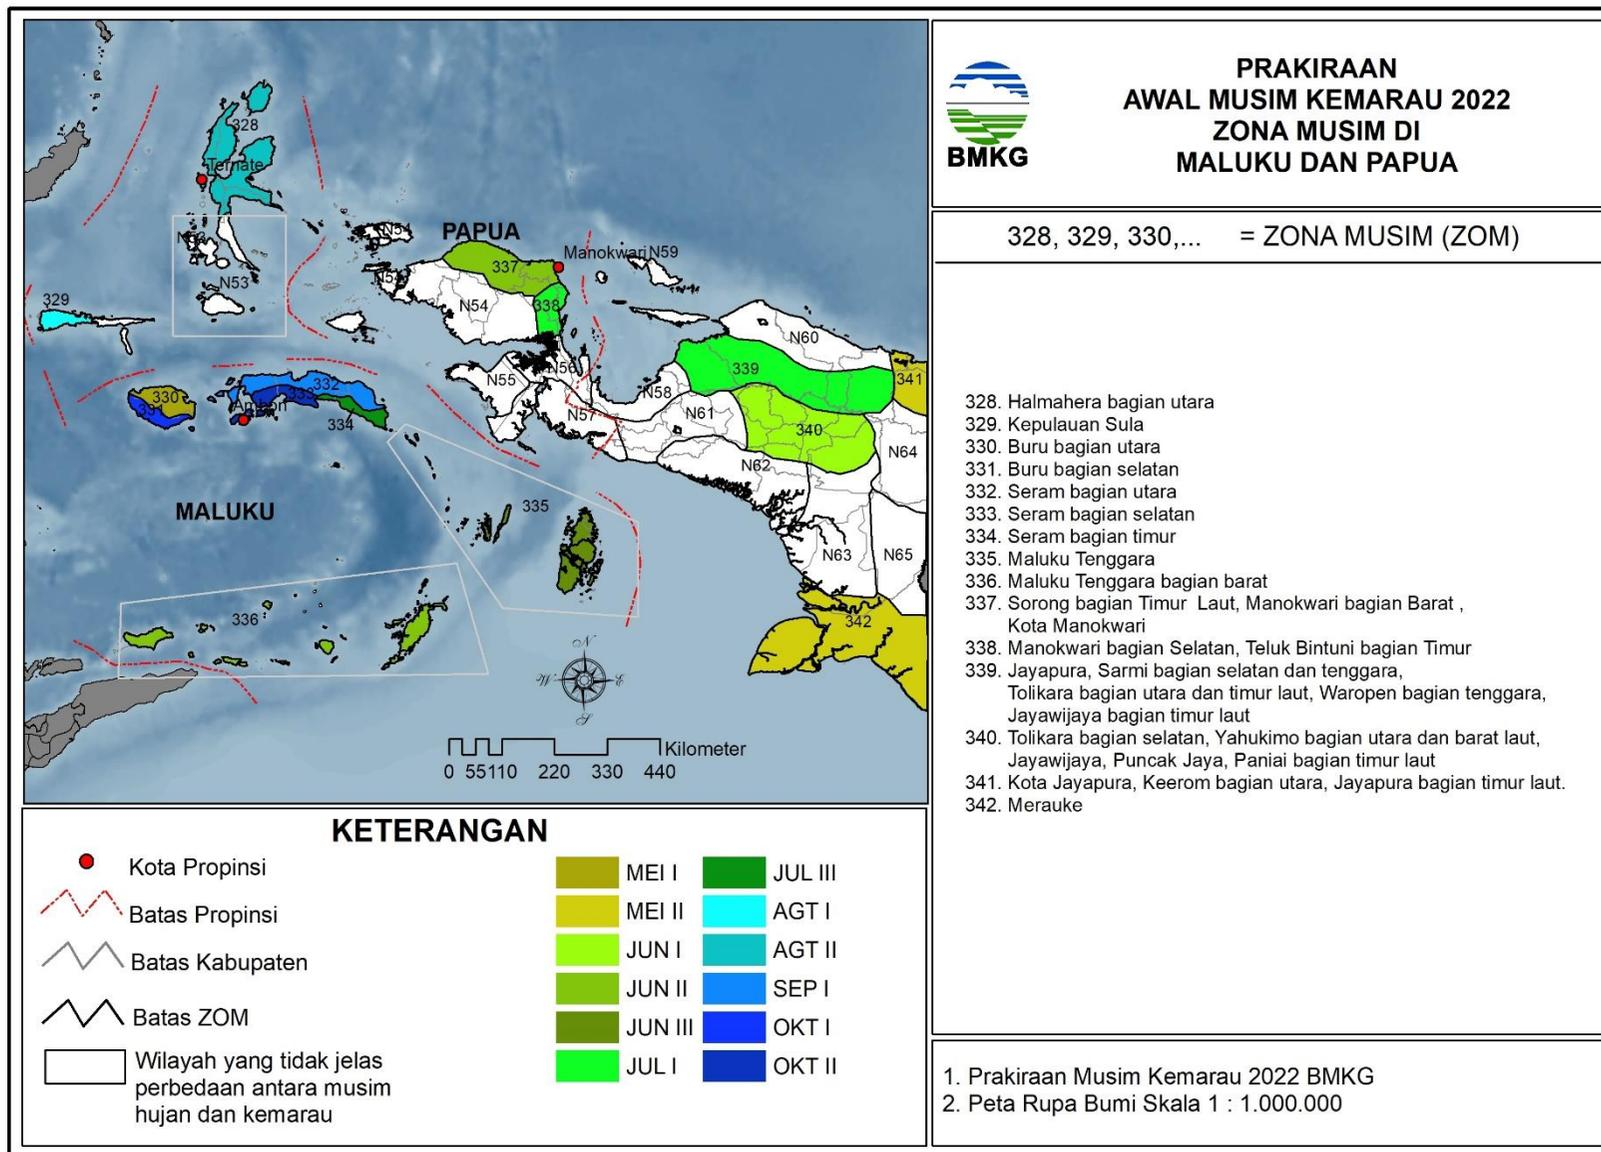 328
Ternate
N53
N53
329
N54
PAPUA
Manokwari
N59
337
N54
N54
338
N60
339
341
330
331
332
333
Ambon
334
N55
N56
N57
N58
N61
340
N64
N62
MALUKU
335
N63
N65
336
342
N
W
E
S
Kilometer
0 55110 220 330 440
BMKG
PRAKIRAAN
AWAL MUSIM KEMARAU 2022
ZONA MUSIM DI
MALUKU DAN PAPUA
328, 329, 330,... = ZONA MUSIM (ZOM)
328. Halmahera bagian utara
329. Kepulauan Sula
330. Buru bagian utara
331. Buru bagian selatan
332. Seram bagian utara
333. Seram bagian selatan
334. Seram bagian timur
335. Maluku Tenggara
336. Maluku Tenggara bagian barat
337. Sorong bagian Timur Laut, Manokwari bagian Barat ,
Kota Manokwari
338. Manokwari bagian Selatan, Teluk Bintuni bagian Timur
339. Jayapura, Sarmi bagian selatan dan tenggara,
Tolikara bagian utara dan timur laut, Waropen bagian tenggara,
Jayawijaya bagian timur laut
340. Tolikara bagian selatan, Yahukimo bagian utara dan barat laut,
Jayawijaya, Puncak Jaya, Paniai bagian timur laut
341. Kota Jayapura, Keerom bagian utara, Jayapura bagian timur laut.
342. Merauke
KETERANGAN
Kota Propinsi
Batas Propinsi
Batas Kabupaten
Batas ZOM
Wilayah yang tidak jelas
perbedaan antara musim
hujan dan kemarau
MEI I
MEI II
JUN I
JUN II
JUN III
JUL I
JUL III
AGT I
AGT II
SEP I
OKT I
OKT II
1. Prakiraan Musim Kemarau 2022 BMKG
2. Peta Rupa Bumi Skala 1 : 1.000.000